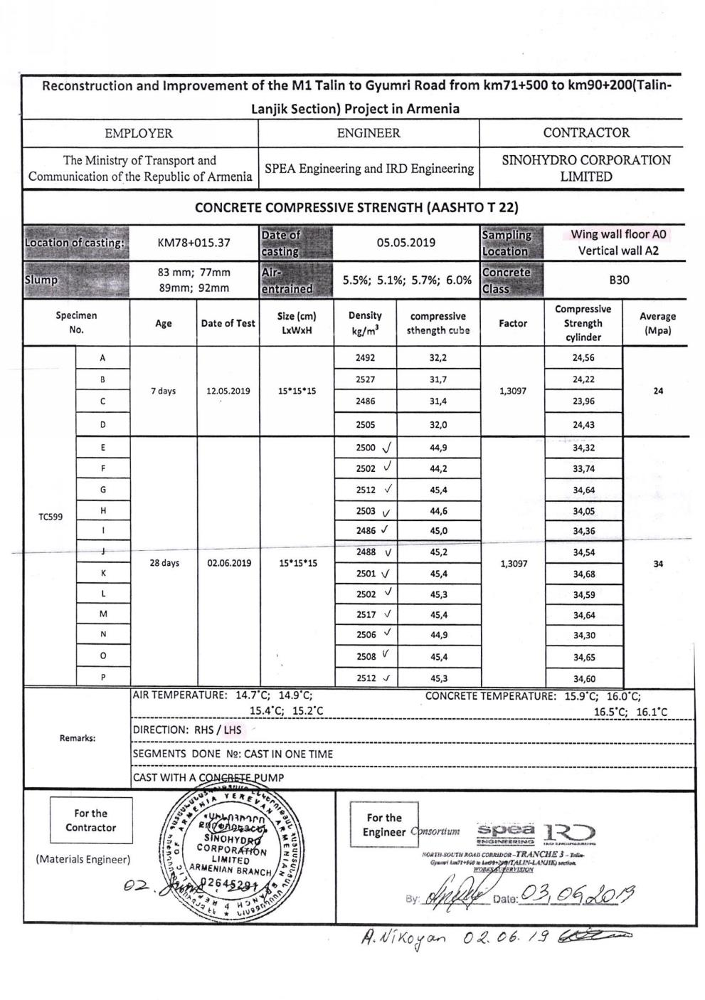 Reconstruction and Improvement of the M1 Talin to Gyumri Road from km71+500 to km90+200(Talin-
Lanjik Section) Project in Armenia
EMPLOYER ENGINEER CONTRACTOR
The Ministry of Transport and
Communication of the Republic of Armenia
SPEA Engineering and IRD Engineering
SINOHYDRO CORPORATION
LIMITED
CONCRETE COMPRESSIVE STRENGTH (AASHTO T 22)
Location of casting: KM78+015.37
Date of
casting
05.05.2019
Sampling
Location
Wing wall floor A0
Vertical wall A2
Slump
83 mm; 77mm
89mm; 92mm
Air-
entrained
5.5%; 5.1%; 5.7%; 6.0%
Concrete
Class
B30
Specimen
No.
Age
Date of Test
Size (cm)
LxWxH
Density
kg/m³
compressive
sthength cube
Factor
Compressive
Strength
cylinder
Average
(Mpa)
TC599
7 days 12.05.2019 15*15*15 1,3097 24
A 2492 32,2 24,56
B 2527 31,7 24,22
C 2486 31,4 23,96
D 2505 32,0 24,43
28 days 02.06.2019 15*15*15 1,3097 34
E 2500 ✓ 44,9 34,32
F 2502 ✓ 44,2 33,74
G 2512 ✓ 45,4 34,64
H 2503 ✓ 44,6 34,05
I 2486 ✓ 45,0 34,36
J 2488 ✓ 45,2 34,54
K 2501 ✓ 45,4 34,68
L 2502 ✓ 45,3 34,59
M 2517 ✓ 45,4 34,64
N 2506 ✓ 44,9 34,30
O 2508 ✓ 45,4 34,65
P 2512 ✓ 45,3 34,60
Remarks:
AIR TEMPERATURE: 14.7°C; 14.9°C;
15.4°C; 15.2°C
CONCRETE TEMPERATURE: 15.9°C; 16.0°C;
16.5°C; 16.1°C
DIRECTION: RHS / LHS
SEGMENTS DONE №: CAST IN ONE TIME
CAST WITH A CONCRETE PUMP
For the
Contractor
(Materials Engineer)
REPUBLIC OF ARMENIA YEREVAN ARMENIAN BRANCH
SINOHYDRO
CORPORATION
LIMITED
ARMENIAN BRANCH
02645291
02. June
For the
Engineer Consortium
spea
ENGINEERING
IRD
IRD ENGINEERING
NORTH-SOUTH ROAD CORRIDOR - TRANCHE 3 - Talin-
Gyumri km71+500 to km90+200 (TALIN-LANJIK) section
WORKS SUPERVISION
By: Date: 03,06,2019
A. Nikoyan 02.06.19